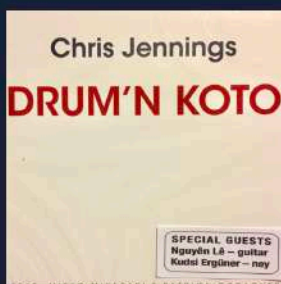 Chris Jennings
DRUM'N KOTO
SPECIAL GUESTS
Nguyên Lê – guitar
Kudsi Ergüner – ney